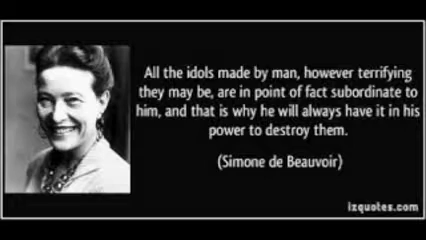 All the idols made by man, however terrifying
they may be, are in point of fact subordinate to
him, and that is why he will always have it in his
power to destroy them.
(Simone de Beauvoir)
izquotes.com